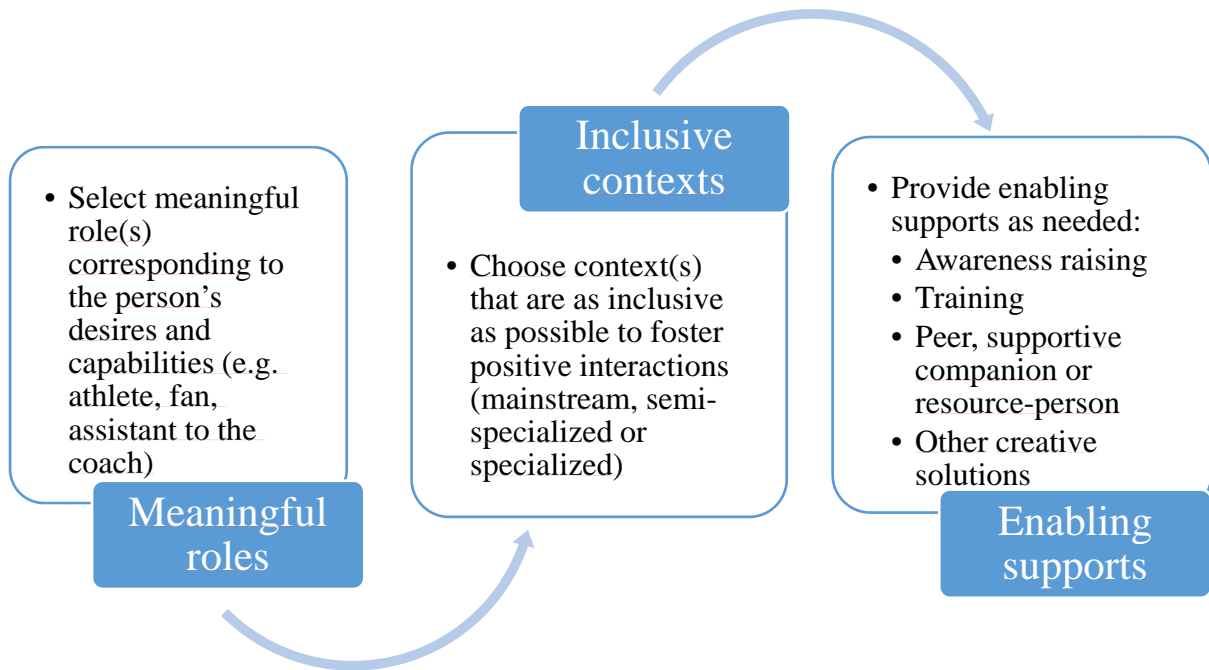 • Select meaningful
role(s)
corresponding to
the person’s
desires and
capabilities (e.g.
athlete, fan,
assistant to the
coach)
Meaningful
roles
Inclusive
contexts
• Choose context(s)
that are as inclusive
as possible to foster
positive interactions
(mainstream, semi-
specialized or
specialized)
• Provide enabling
supports as needed:
• Awareness raising
• Training
• Peer, supportive
companion or
resource-person
• Other creative
solutions
Enabling
supports